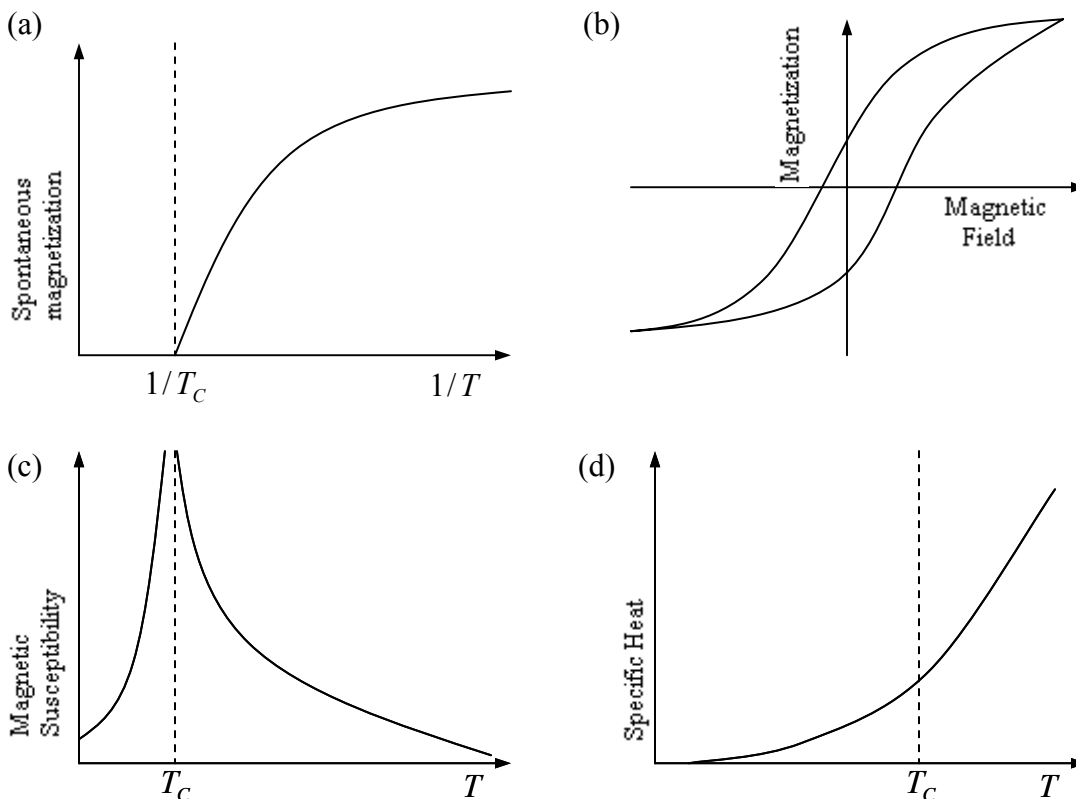 (a)
Spontaneous
magnetization
1/T_C
1/T
(b)
Magnetization
Magnetic
Field
(c)
Magnetic
Susceptibility
T_C
T
(d)
Specific Heat
T_C
T